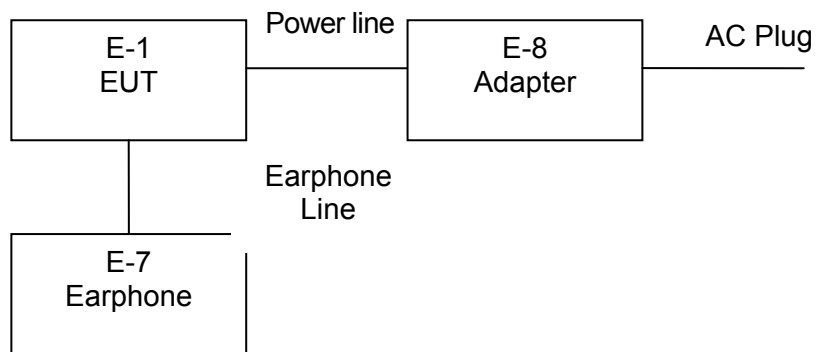 E-1
EUT
Power line
E-8
Adapter
AC Plug
Earphone
Line
E-7
Earphone